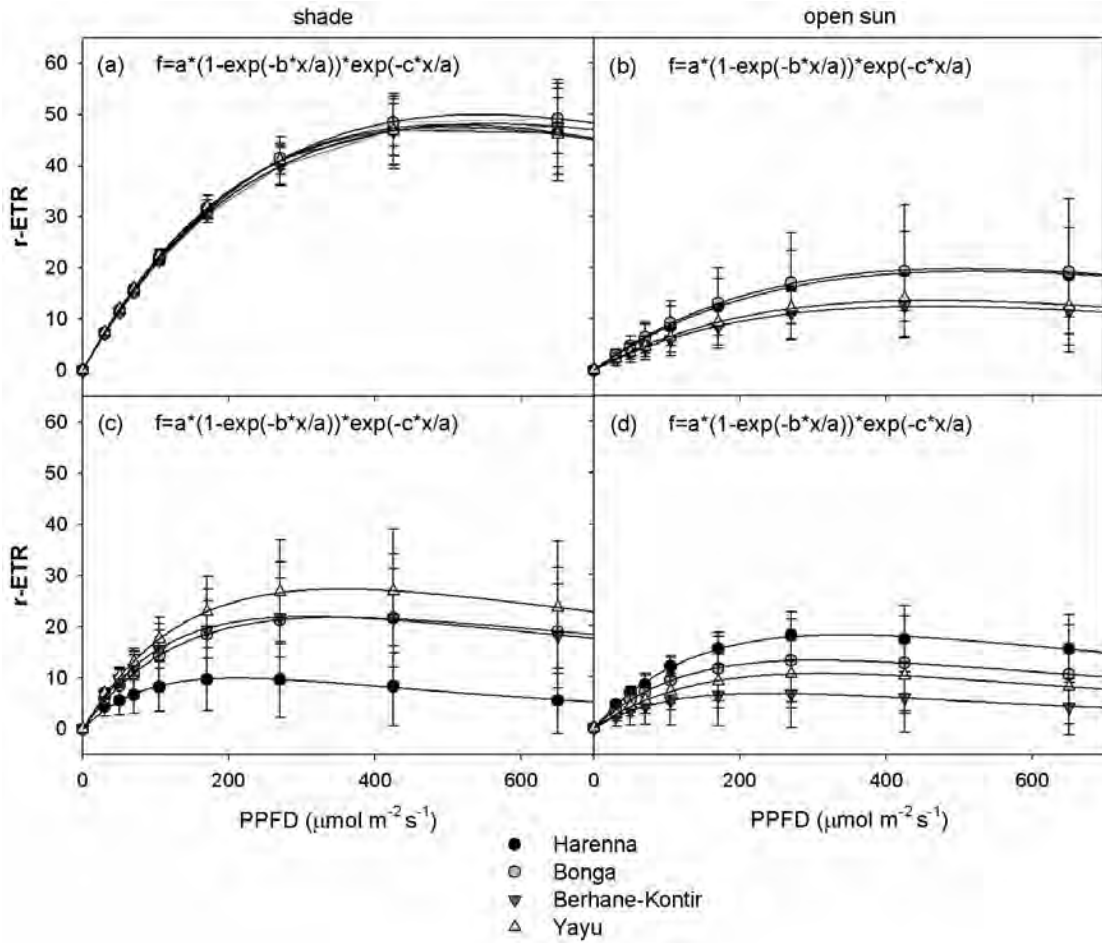 shade
open sun
(a) f=a*(1-exp(-b*x/a))*exp(-c*x/a)
(b) f=a*(1-exp(-b*x/a))*exp(-c*x/a)
60
50
40
30
20
10
0
r-ETR
(c) f=a*(1-exp(-b*x/a))*exp(-c*x/a)
(d) f=a*(1-exp(-b*x/a))*exp(-c*x/a)
60
50
40
30
20
10
0
r-ETR
0 200 400 600
0 200 400 600
PPFD (μmol m⁻² s⁻¹)
PPFD (μmol m⁻² s⁻¹)
Harenna
Bonga
Berhane-Kontir
Yayu